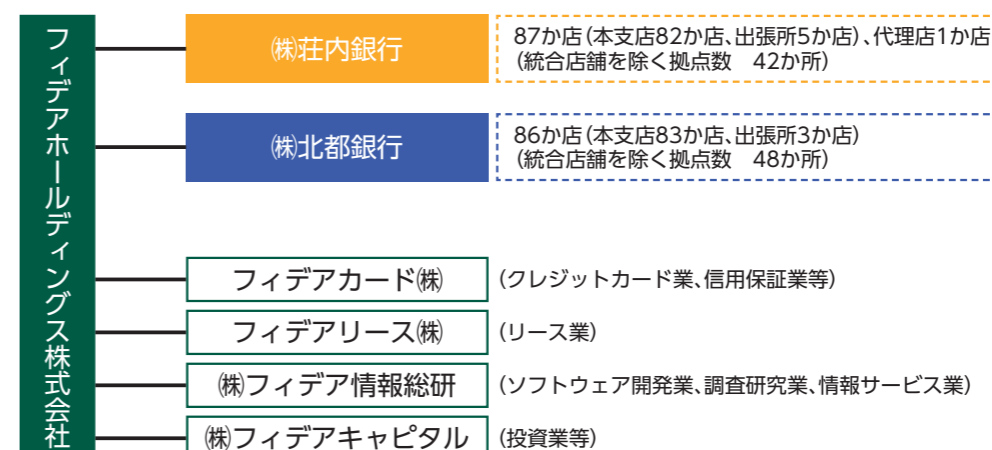 フィデアホールディングス株式会社
㈱荘内銀行
87か店（本支店82か店、出張所5か店）、代理店1か店
（統合店舗を除く拠点数　42か所）
㈱北都銀行
86か店（本支店83か店、出張所3か店）
（統合店舗を除く拠点数　48か所）
フィデアカード㈱
（クレジットカード業、信用保証業等）
フィデアリース㈱
（リース業）
㈱フィデア情報総研
（ソフトウェア開発業、調査研究業、情報サービス業）
㈱フィデアキャピタル
（投資業等）